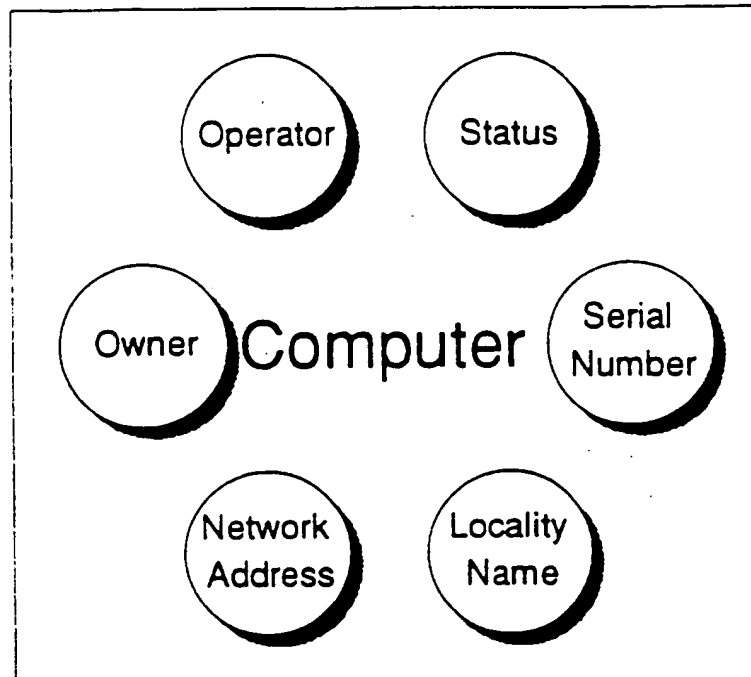 Operator
Status
Owner
Computer
Serial
Number
Network
Address
Locality
Name